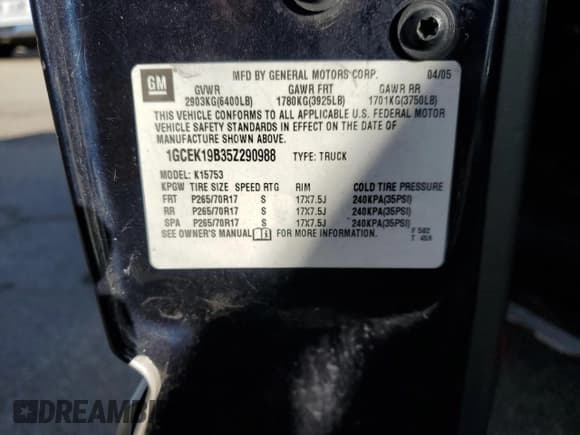 GM
MFD BY GENERAL MOTORS CORP. 04/05
GVWR GAWR FRT GAWR RR
2903KG(6400LB) 1780KG(3925LB) 1701KG(3750LB)
THIS VEHICLE CONFORMS TO ALL APPLICABLE U.S. FEDERAL MOTOR
VEHICLE SAFETY STANDARDS IN EFFECT ON THE DATE OF
MANUFACTURE SHOWN ABOVE.
1GCEK19B35Z290988 TYPE: TRUCK
MODEL: K15753
KPGW TIRE SIZE SPEED RTG RIM COLD TIRE PRESSURE
FRT P265/70R17 S 17X7.5J 240KPA(35PSI)
RR P265/70R17 S 17X7.5J 240KPA(35PSI)
SPA P265/70R17 S 17X7.5J 240KPA(35PSI)
SEE OWNER'S MANUAL i FOR MORE INFORMATION.
DREAMBI